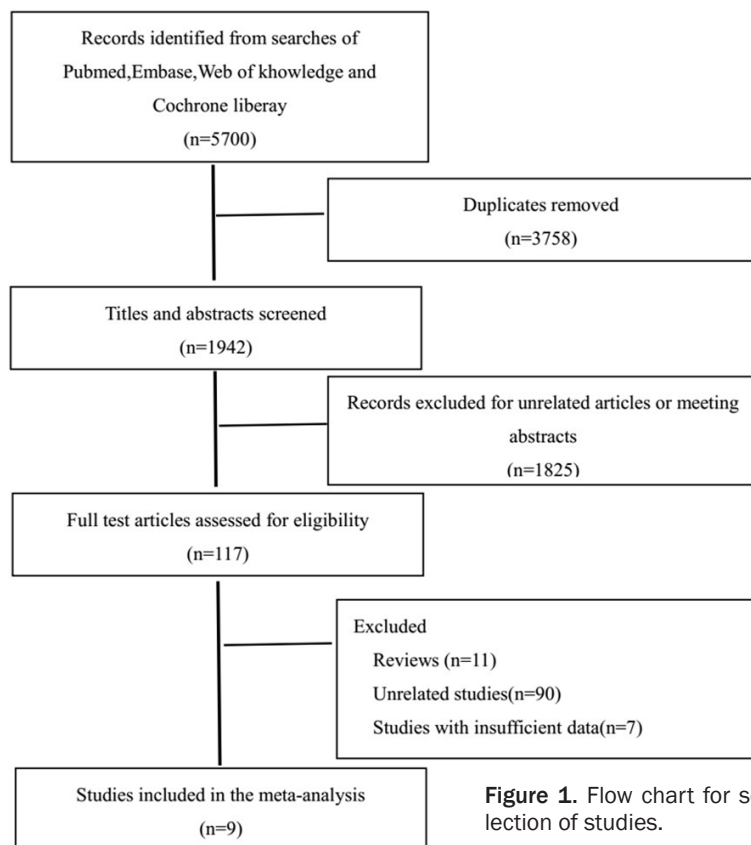 Records identified from searches of
Pubmed,Embase,Web of khowledge and
Cochrone liberay
(n=5700)
Duplicates removed
(n=3758)
Titles and abstracts screened
(n=1942)
Records excluded for unrelated articles or meeting
abstracts
(n=1825)
Full test articles assessed for eligibility
(n=117)
Excluded
Reviews (n=11)
Unrelated studies(n=90)
Studies with insufficient data(n=7)
Studies included in the meta-analysis
(n=9)
Figure 1. Flow chart for se-
lection of studies.